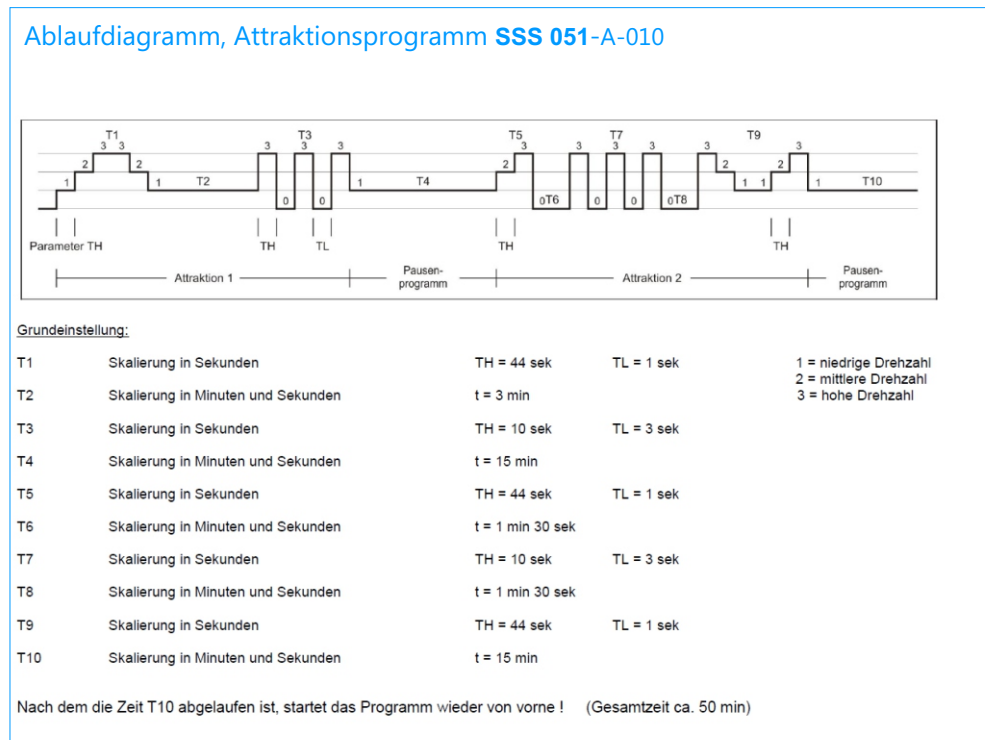 Ablaufdiagramm, Attraktionsprogramm SSS 051-A-010
T1 T3 T5 T7 T9
3 3 3 3 3 3 3 3 3 3 3
2 2 2 2 2
1 1 T2 0 0 1 T4 0T6 0 0 0T8 1 1 1 T10
Parameter TH TH TL TH TH
Attraktion 1 Pausen- Attraktion 2 Pausen-
programm programm
Grundeinstellung:
T1 Skalierung in Sekunden TH = 44 sek TL = 1 sek 1 = niedrige Drehzahl
2 = mittlere Drehzahl
T2 Skalierung in Minuten und Sekunden t = 3 min 3 = hohe Drehzahl
T3 Skalierung in Sekunden TH = 10 sek TL = 3 sek
T4 Skalierung in Minuten und Sekunden t = 15 min
T5 Skalierung in Sekunden TH = 44 sek TL = 1 sek
T6 Skalierung in Minuten und Sekunden t = 1 min 30 sek
T7 Skalierung in Sekunden TH = 10 sek TL = 3 sek
T8 Skalierung in Minuten und Sekunden t = 1 min 30 sek
T9 Skalierung in Sekunden TH = 44 sek TL = 1 sek
T10 Skalierung in Minuten und Sekunden t = 15 min
Nach dem die Zeit T10 abgelaufen ist, startet das Programm wieder von vorne ! (Gesamtzeit ca. 50 min)